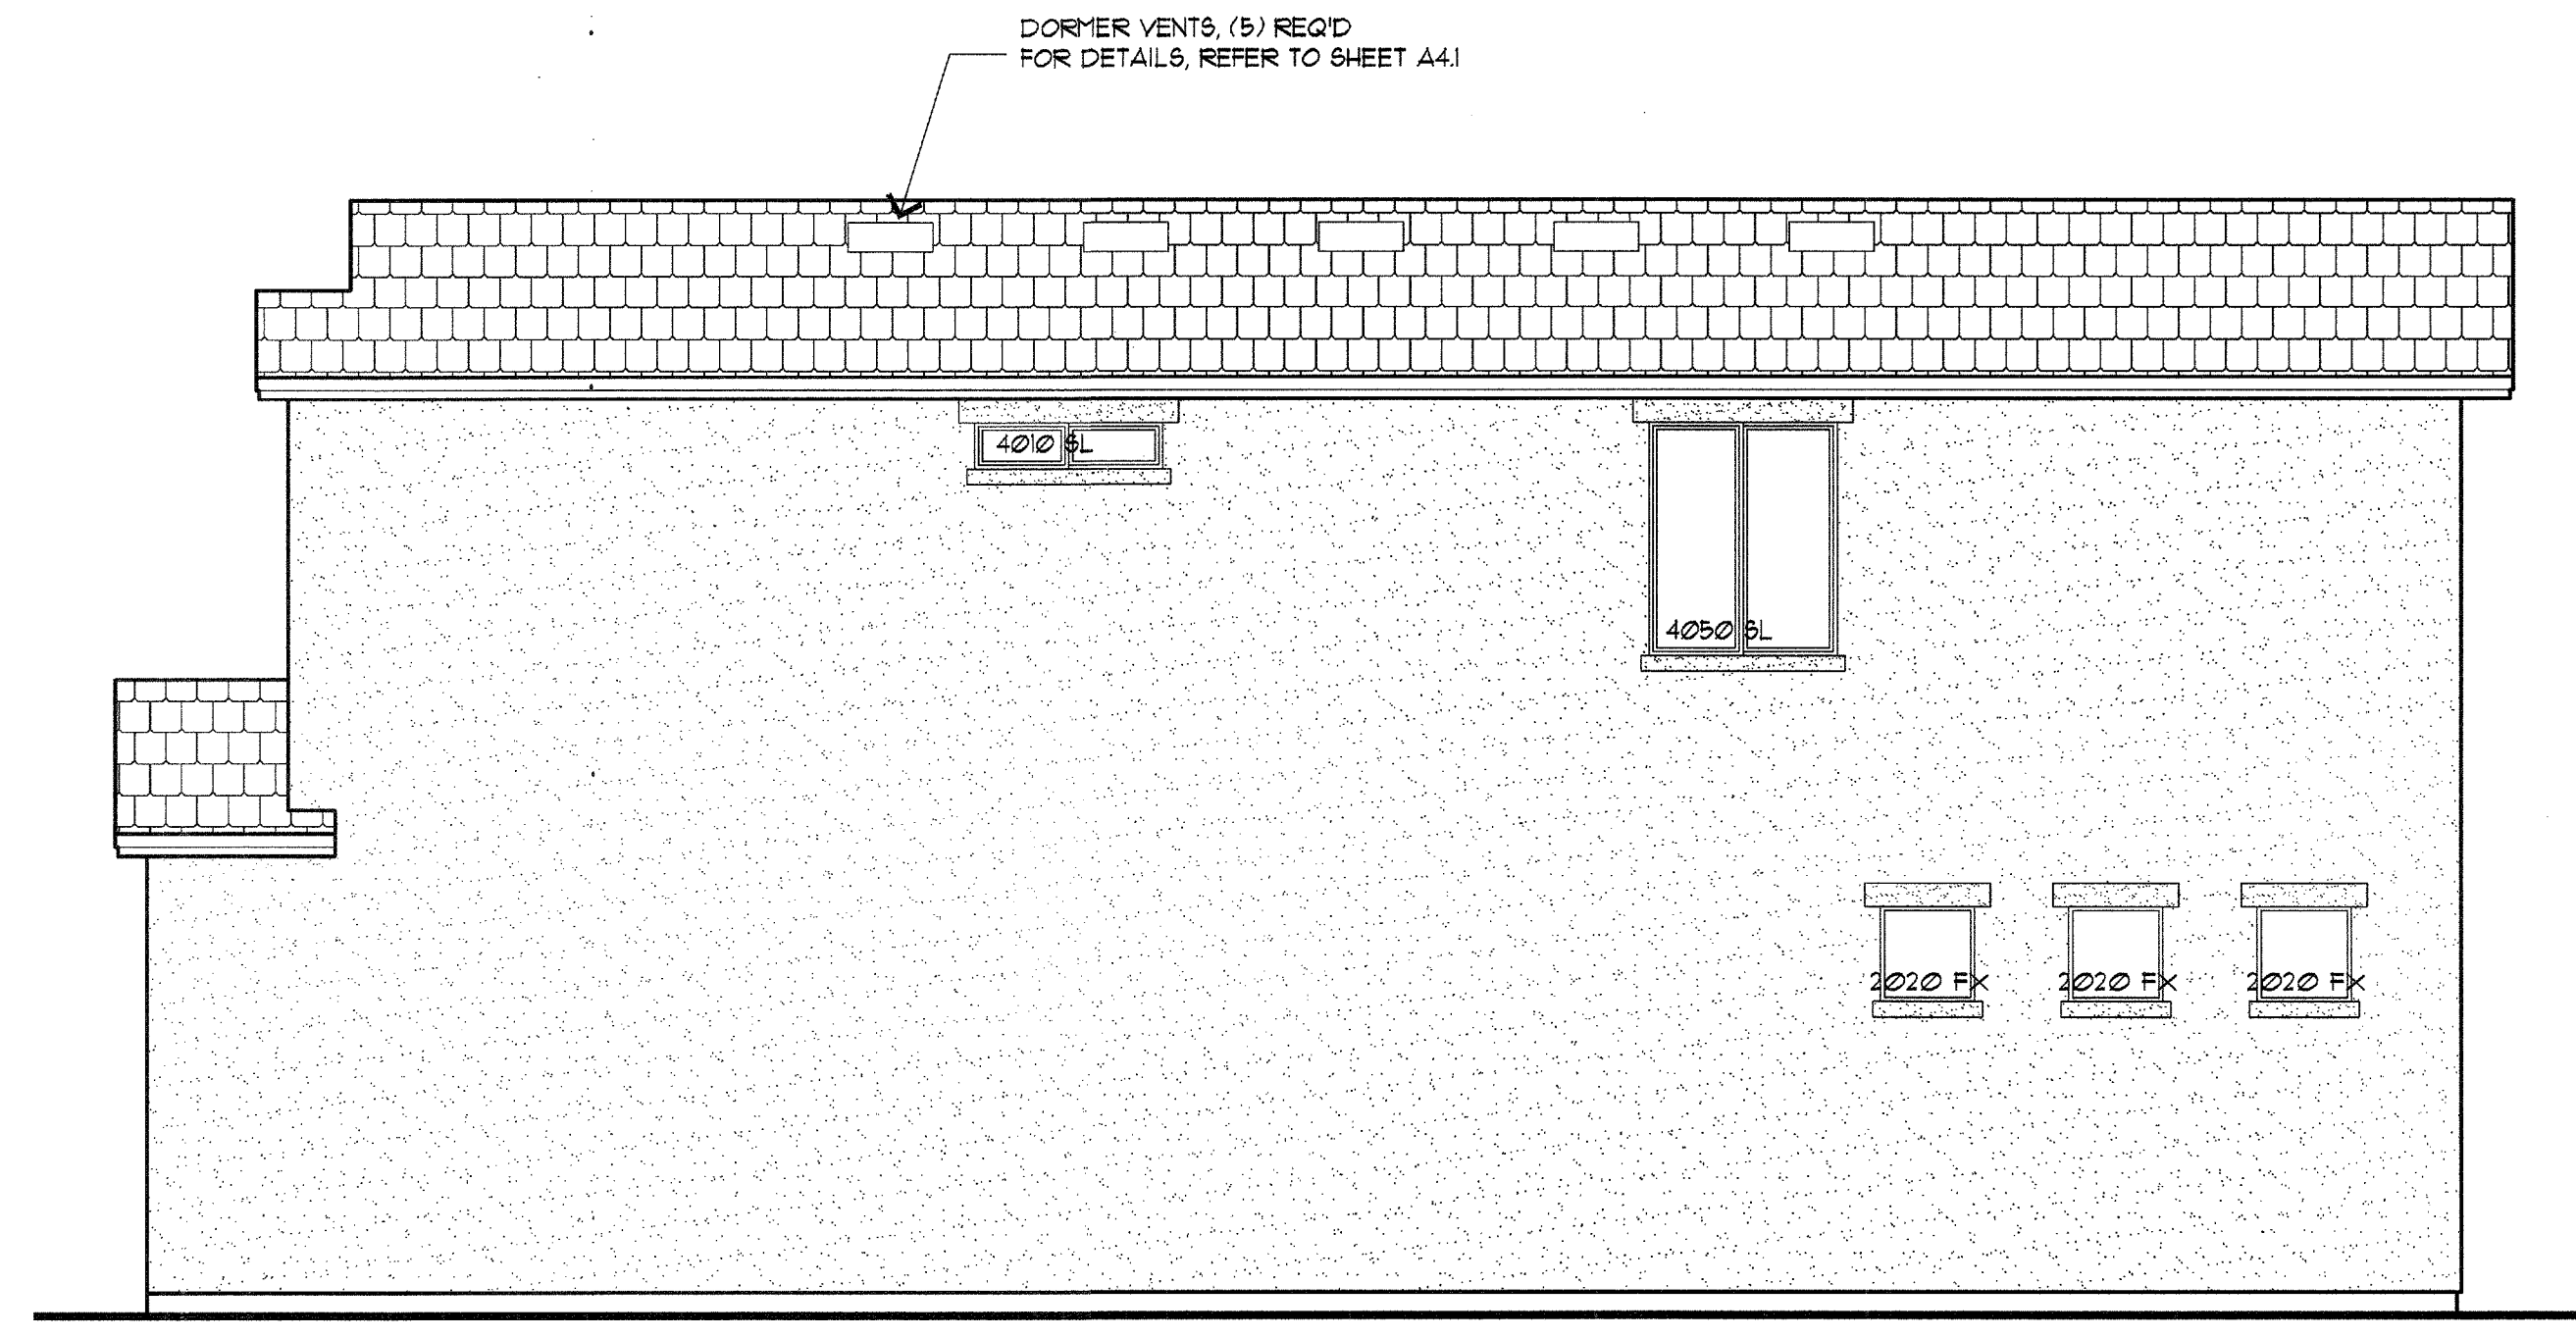 DORMER VENTS, (5) REQ'D
FOR DETAILS, REFER TO SHEET A4.1
4010 SL
4050 SL
2020 FX 2020 FX 2020 FX